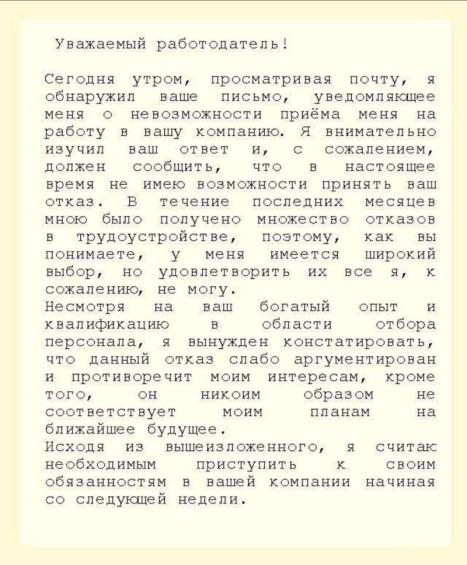 Уважаемый работодатель!
Сегодня утром, просматривая почту, я
обнаружил ваше письмо, уведомляющее
меня о невозможности приёма меня на
работу в вашу компанию. Я внимательно
изучил ваш ответ и, с сожалением,
должен сообщить, что в настоящее
время не имею возможности принять ваш
отказ. В течение последних месяцев
мною было получено множество отказов
в трудоустройстве, поэтому, как вы
понимаете, у меня имеется широкий
выбор, но удовлетворить их все я, к
сожалению, не могу.
Несмотря на ваш богатый опыт и
квалификацию в области отбора
персонала, я вынужден констатировать,
что данный отказ слабо аргументирован
и противоречит моим интересам, кроме
того, он никоим образом не
соответствует моим планам на
ближайшее будущее.
Исходя из вышеизложенного, я считаю
необходимым приступить к своим
обязанностям в вашей компании начиная
со следующей недели.